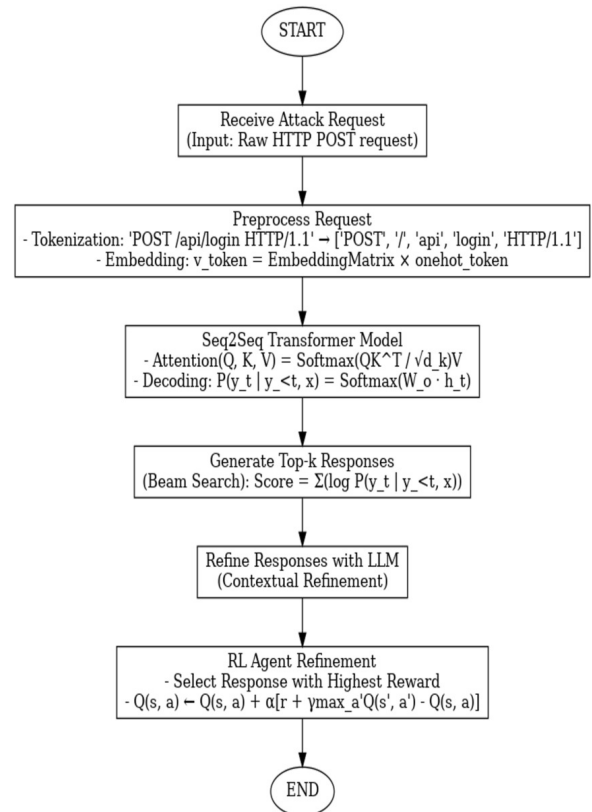 START
Receive Attack Request
(Input: Raw HTTP POST request)
Preprocess Request
- Tokenization: 'POST /api/login HTTP/1.1' → ['POST', '/', 'api', 'login', 'HTTP/1.1']
- Embedding: v_token = EmbeddingMatrix × onehot_token
Seq2Seq Transformer Model
- Attention(Q, K, V) = Softmax(QK^T / √d_k)V
- Decoding: P(y_t | y_<t, x) = Softmax(W_o · h_t)
Generate Top-k Responses
(Beam Search): Score = Σ(log P(y_t | y_<t, x))
Refine Responses with LLM
(Contextual Refinement)
RL Agent Refinement
- Select Response with Highest Reward
- Q(s, a) ← Q(s, a) + α[r + γmax_a'Q(s', a') - Q(s, a)]
END